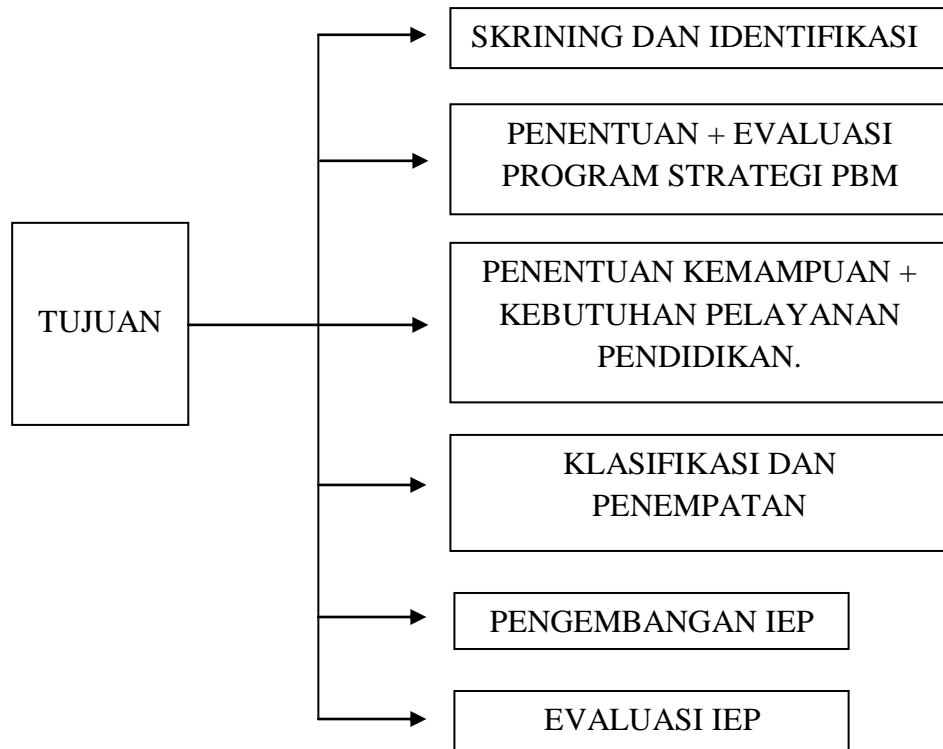 SKRINING DAN IDENTIFIKASI
PENENTUAN + EVALUASI
PROGRAM STRATEGI PBM
TUJUAN
PENENTUAN KEMAMPUAN +
KEBUTUHAN PELAYANAN
PENDIDIKAN.
KLASIFIKASI DAN
PENEMPATAN
PENGEMBANGAN IEP
EVALUASI IEP